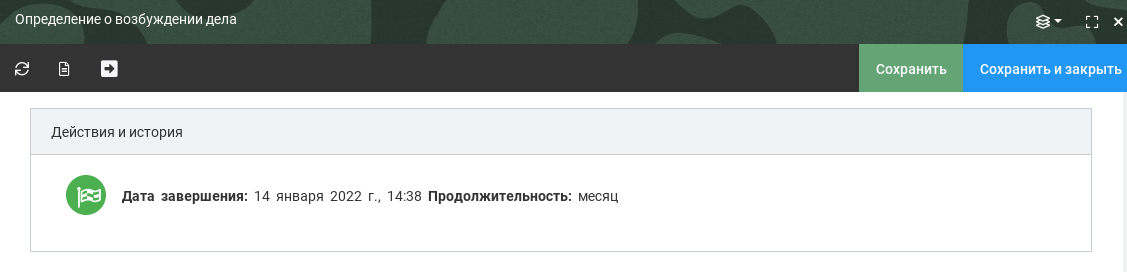 Определение о возбуждении дела
Сохранить
Сохранить и закрыть
Действия и история
Дата завершения: 14 января 2022 г., 14:38 Продолжительность: месяц